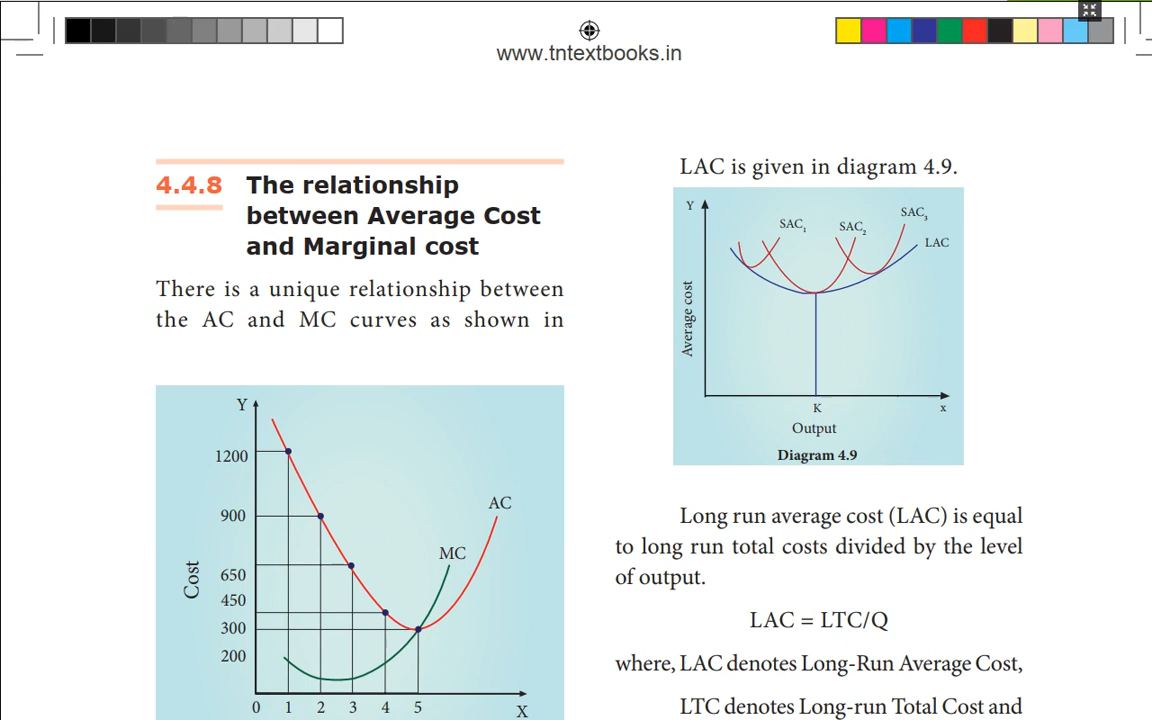 www.tntextbooks.in
4.4.8 The relationship
between Average Cost
and Marginal cost
There is a unique relationship between
the AC and MC curves as shown in
Y
1200
900
650
450
300
200
Cost
AC
MC
0 1 2 3 4 5 X
LAC is given in diagram 4.9.
Y
SAC1 SAC2 SAC3
LAC
Average cost
K x
Output
Diagram 4.9
Long run average cost (LAC) is equal
to long run total costs divided by the level
of output.
LAC = LTC/Q
where, LAC denotes Long-Run Average Cost,
LTC denotes Long-run Total Cost and